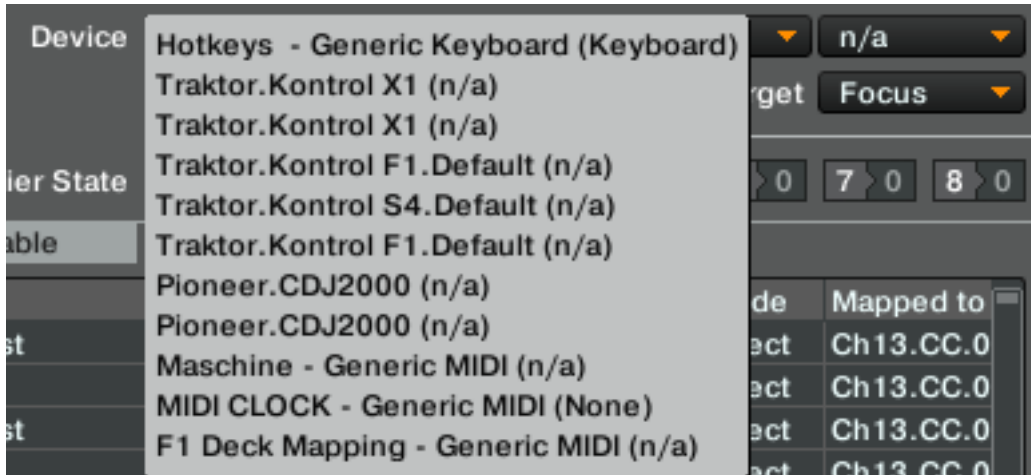 Device
Hotkeys - Generic Keyboard (Keyboard)
n/a
Traktor.Kontrol X1 (n/a)
rget Focus
Traktor.Kontrol X1 (n/a)
Traktor.Kontrol F1.Default (n/a)
ier State
0 7 0 8 0
Traktor.Kontrol S4.Default (n/a)
able
Traktor.Kontrol F1.Default (n/a)
Pioneer.CDJ2000 (n/a)
de Mapped to
Pioneer.CDJ2000 (n/a)
st ect Ch13.CC.0
Maschine - Generic MIDI (n/a)
ect Ch13.CC.0
MIDI CLOCK - Generic MIDI (None)
st ect Ch13.CC.0
F1 Deck Mapping - Generic MIDI (n/a)
ect Ch13.CC.0